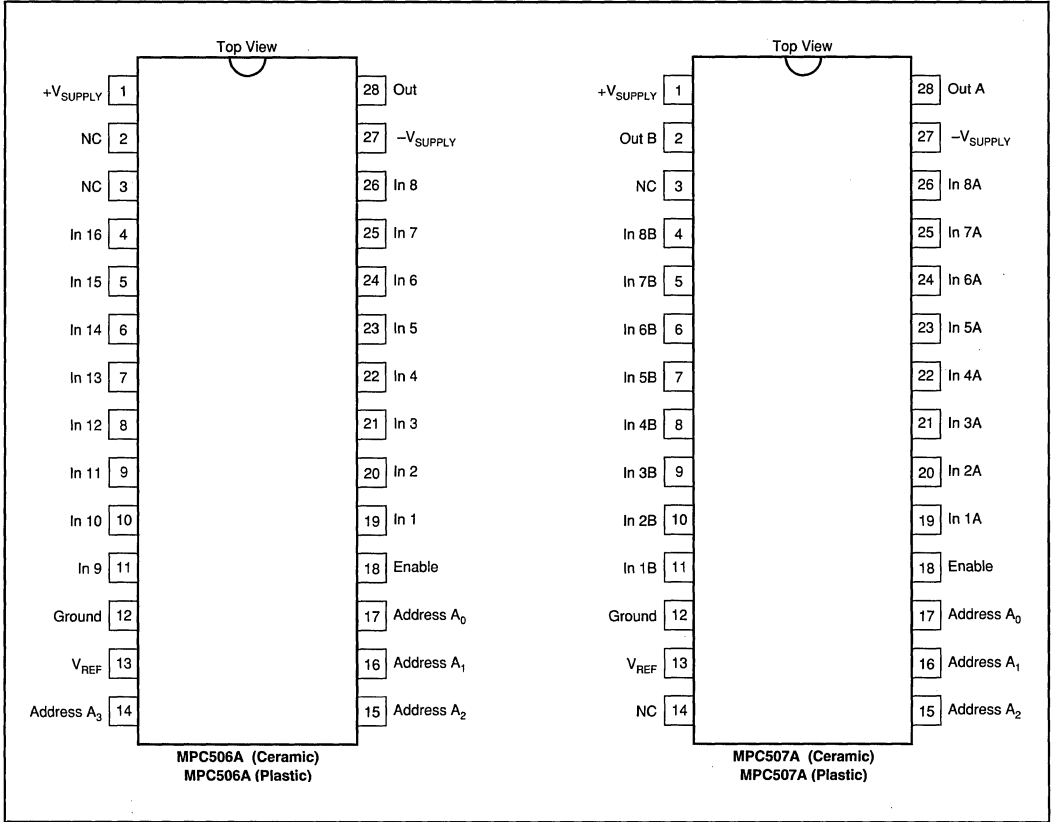 Top View
+VSUPPLY 1 28 Out
NC 2 27 –VSUPPLY
NC 3 26 In 8
In 16 4 25 In 7
In 15 5 24 In 6
In 14 6 23 In 5
In 13 7 22 In 4
In 12 8 21 In 3
In 11 9 20 In 2
In 10 10 19 In 1
In 9 11 18 Enable
Ground 12 17 Address A0
VREF 13 16 Address A1
Address A3 14 15 Address A2
MPC506A (Ceramic)
MPC506A (Plastic)
Top View
+VSUPPLY 1 28 Out A
Out B 2 27 –VSUPPLY
NC 3 26 In 8A
In 8B 4 25 In 7A
In 7B 5 24 In 6A
In 6B 6 23 In 5A
In 5B 7 22 In 4A
In 4B 8 21 In 3A
In 3B 9 20 In 2A
In 2B 10 19 In 1A
In 1B 11 18 Enable
Ground 12 17 Address A0
VREF 13 16 Address A1
NC 14 15 Address A2
MPC507A (Ceramic)
MPC507A (Plastic)